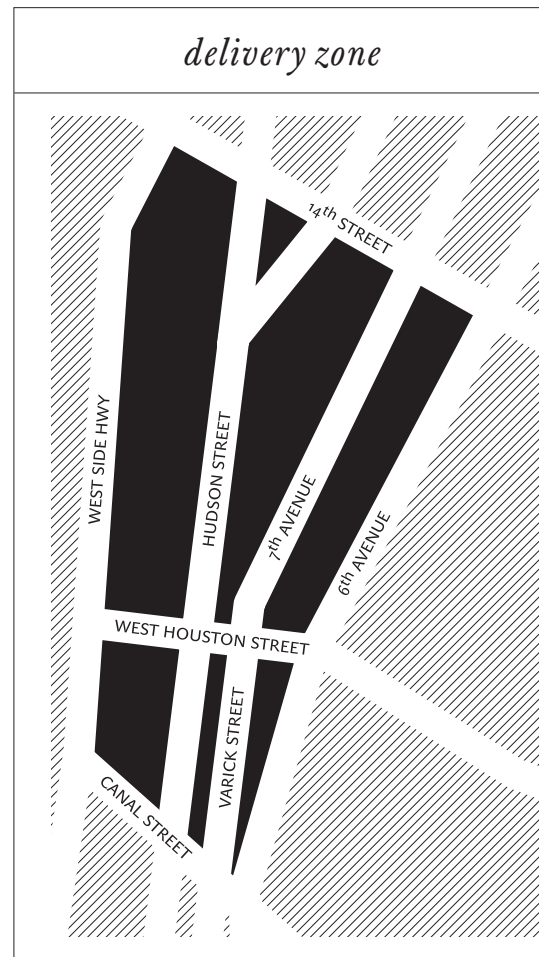 delivery zone
14th STREET
WEST SIDE HWY
HUDSON STREET
7th AVENUE
6th AVENUE
WEST HOUSTON STREET
VARICK STREET
CANAL STREET